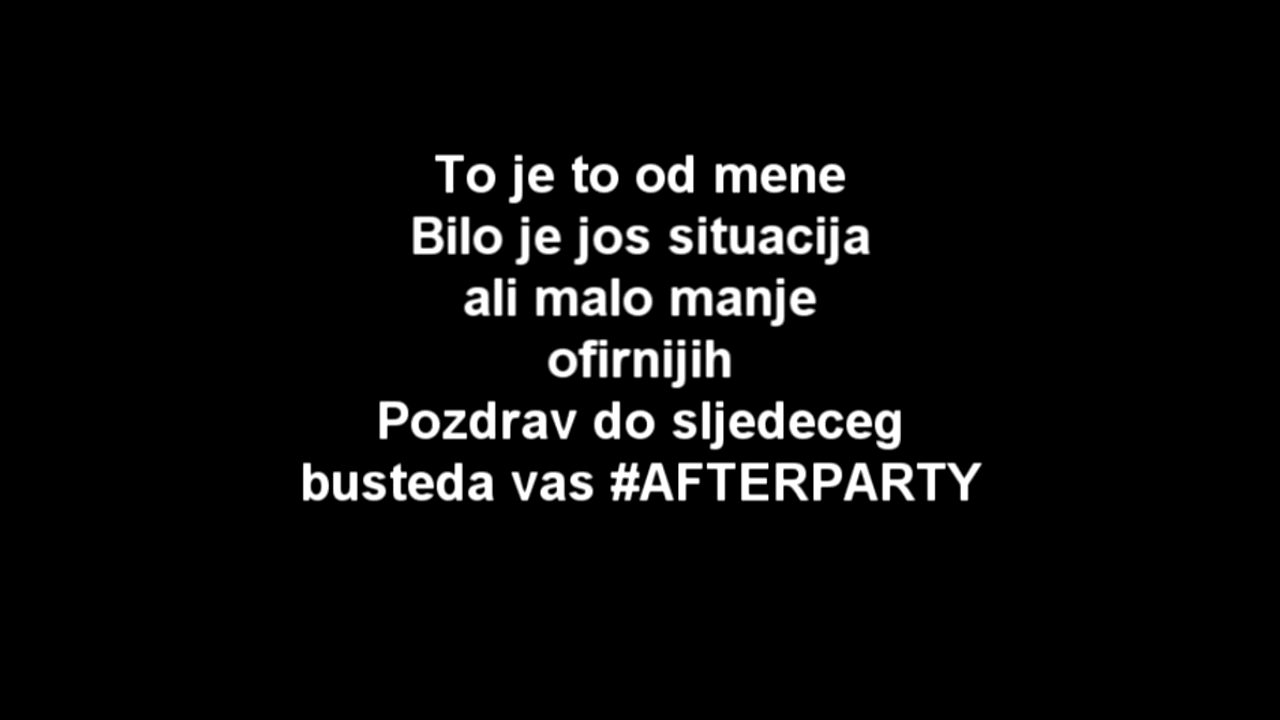 To je to od mene
Bilo je jos situacija
ali malo manje
ofirnijih
Pozdrav do sljedeceg
busteda vas #AFTERPARTY